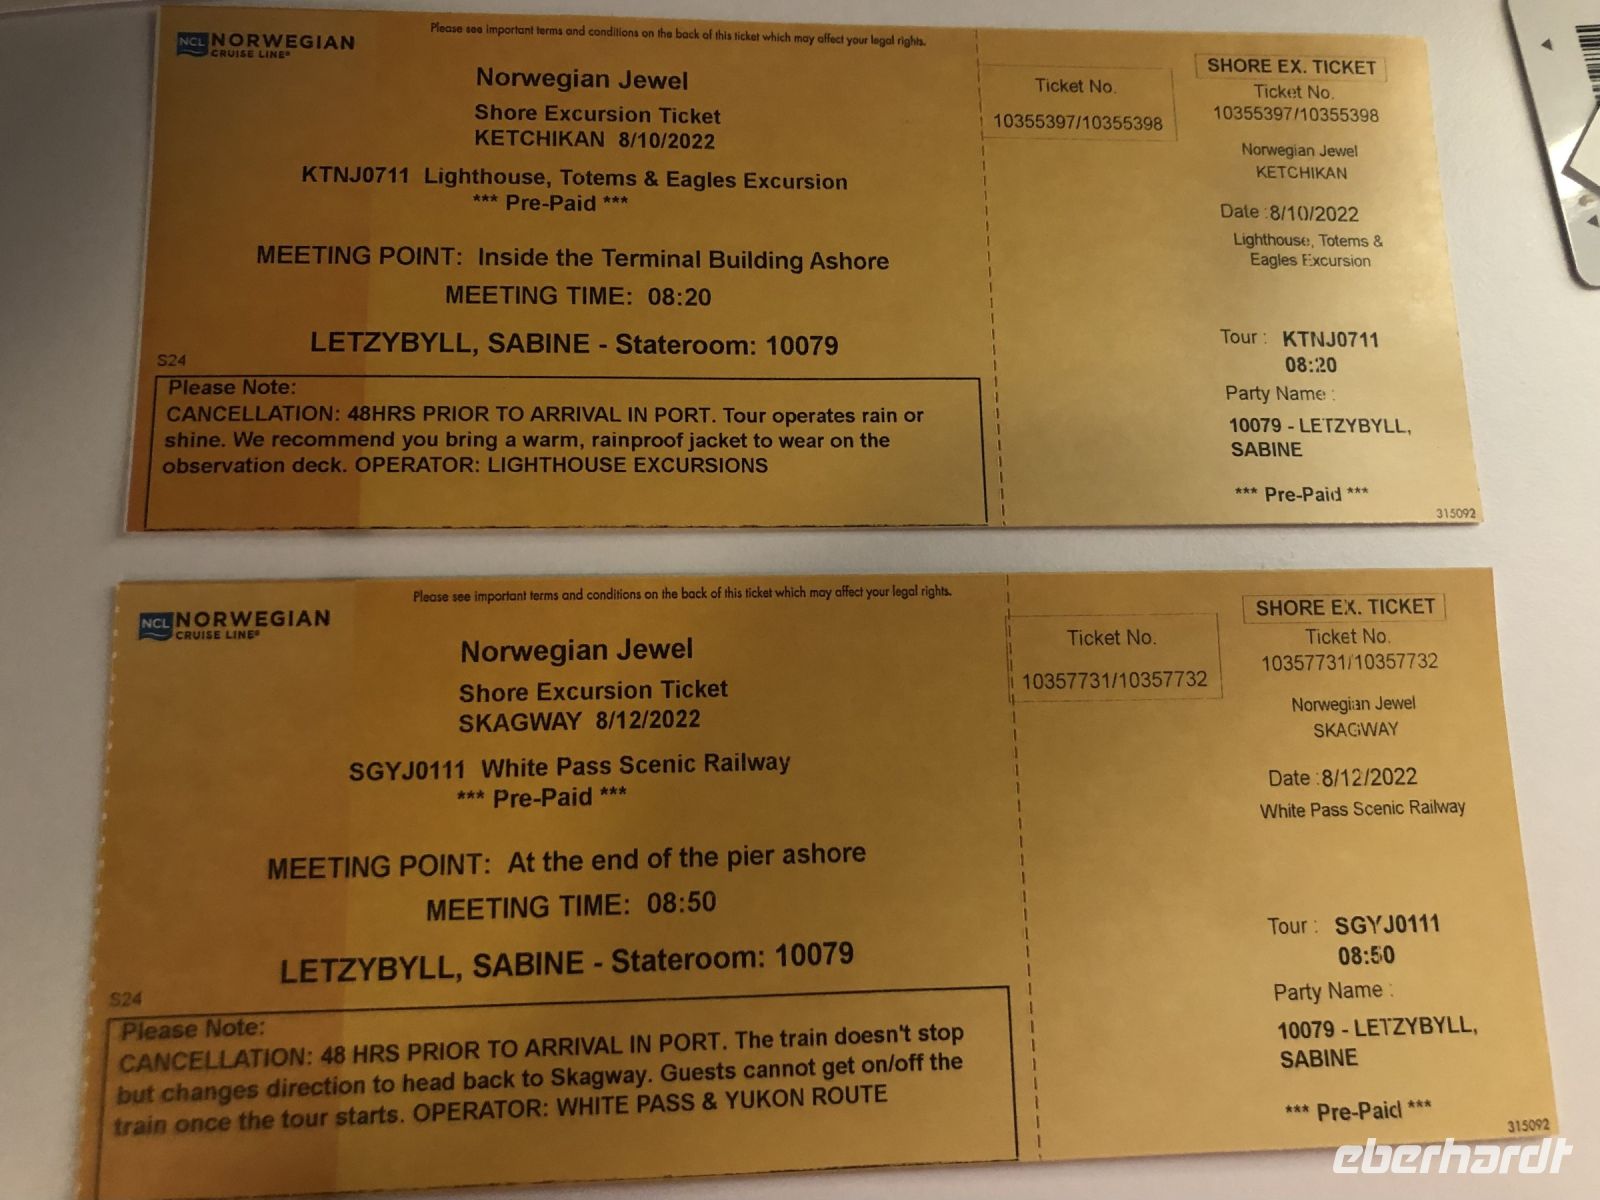 NCL NORWEGIAN
CRUISE LINE®
Please see important terms and conditions on the back of this ticket which may affect your legal rights.
Norwegian Jewel
Shore Excursion Ticket
KETCHIKAN 8/10/2022
KTNJ0711 Lighthouse, Totems & Eagles Excursion
*** Pre-Paid ***
MEETING POINT: Inside the Terminal Building Ashore
MEETING TIME: 08:20
LETZYBYLL, SABINE - Stateroom: 10079
S24
Please Note:
CANCELLATION: 48HRS PRIOR TO ARRIVAL IN PORT. Tour operates rain or
shine. We recommend you bring a warm, rainproof jacket to wear on the
observation deck. OPERATOR: LIGHTHOUSE EXCURSIONS
Ticket No.
10355397/10355398
SHORE EX. TICKET
Ticket No.
10355397/10355398
Norwegian Jewel
KETCHIKAN
Date :8/10/2022
Lighthouse, Totems &
Eagles Excursion
Tour : KTNJ0711
08:20
Party Name :
10079 - LETZYBYLL,
SABINE
*** Pre-Paid ***
315092
NCL NORWEGIAN
CRUISE LINE®
Please see important terms and conditions on the back of this ticket which may affect your legal rights.
Norwegian Jewel
Shore Excursion Ticket
SKAGWAY 8/12/2022
SGYJ0111 White Pass Scenic Railway
*** Pre-Paid ***
MEETING POINT: At the end of the pier ashore
MEETING TIME: 08:50
LETZYBYLL, SABINE - Stateroom: 10079
S24
Please Note:
CANCELLATION: 48 HRS PRIOR TO ARRIVAL IN PORT. The train doesn't stop
but changes direction to head back to Skagway. Guests cannot get on/off the
train once the tour starts. OPERATOR: WHITE PASS & YUKON ROUTE
Ticket No.
10357731/10357732
SHORE EX. TICKET
Ticket No.
10357731/10357732
Norwegian Jewel
SKAGWAY
Date :8/12/2022
White Pass Scenic Railway
Tour : SGYJ0111
08:50
Party Name :
10079 - LETZYBYLL,
SABINE
*** Pre-Paid ***
315092
eberhardt